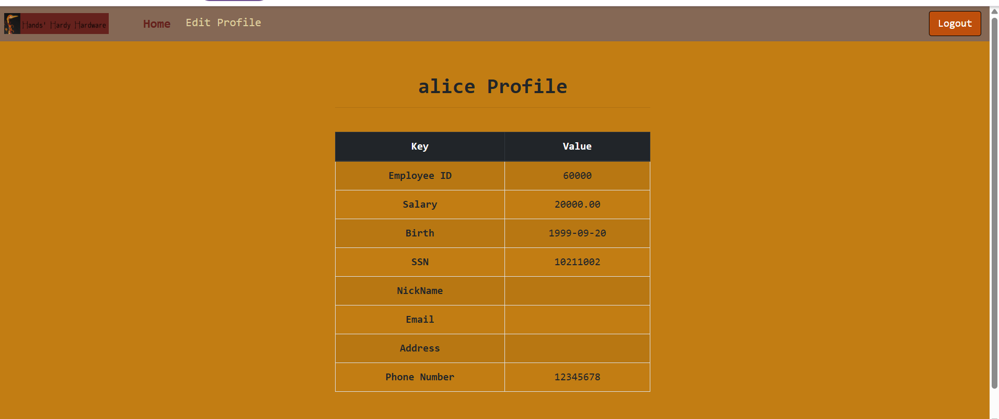 Hands' Hardy Hardware
Home Edit Profile Logout
alice Profile
Key Value
Employee ID 60000
Salary 20000.00
Birth 1999-09-20
SSN 10211002
NickName
Email
Address
Phone Number 12345678